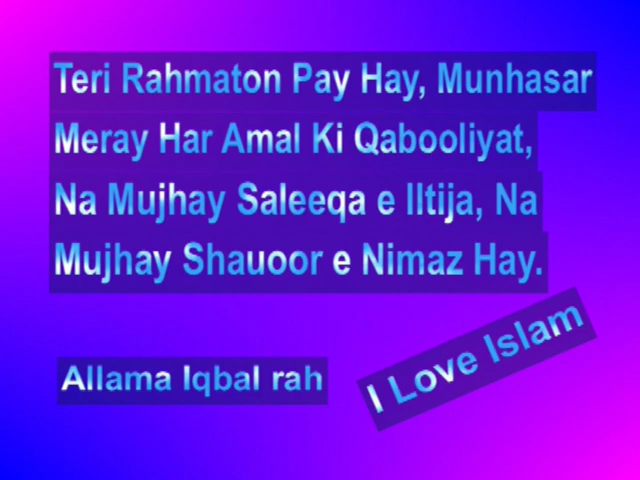 Teri Rahmaton Pay Hay, Munhasar
Meray Har Amal Ki Qabooliyat,
Na Mujhay Saleeqa e Iltija, Na
Mujhay Shauoor e Nimaz Hay.
Allama Iqbal rah
I Love Islam